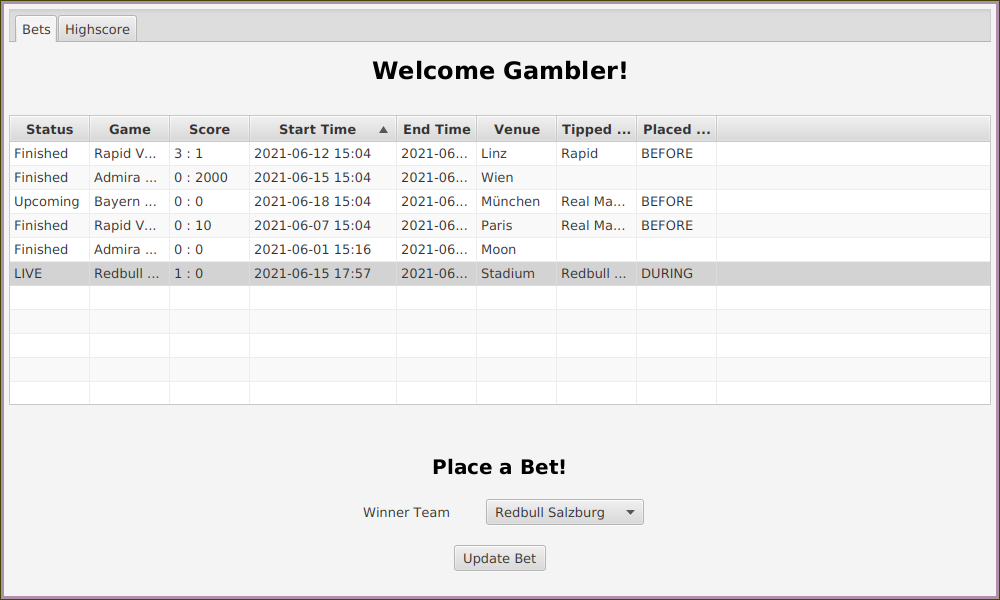 Bets Highscore
Welcome Gambler!
Status Game Score Start Time End Time Venue Tipped ... Placed ...
Finished Rapid V... 3 : 1 2021-06-12 15:04 2021-06... Linz Rapid BEFORE
Finished Admira ... 0 : 2000 2021-06-15 15:04 2021-06... Wien
Upcoming Bayern ... 0 : 0 2021-06-18 15:04 2021-06... München Real Ma... BEFORE
Finished Rapid V... 0 : 10 2021-06-07 15:04 2021-06... Paris Real Ma... BEFORE
Finished Admira ... 0 : 0 2021-06-01 15:16 2021-06... Moon
LIVE Redbull ... 1 : 0 2021-06-15 17:57 2021-06... Stadium Redbull ... DURING
Place a Bet!
Winner Team Redbull Salzburg
Update Bet